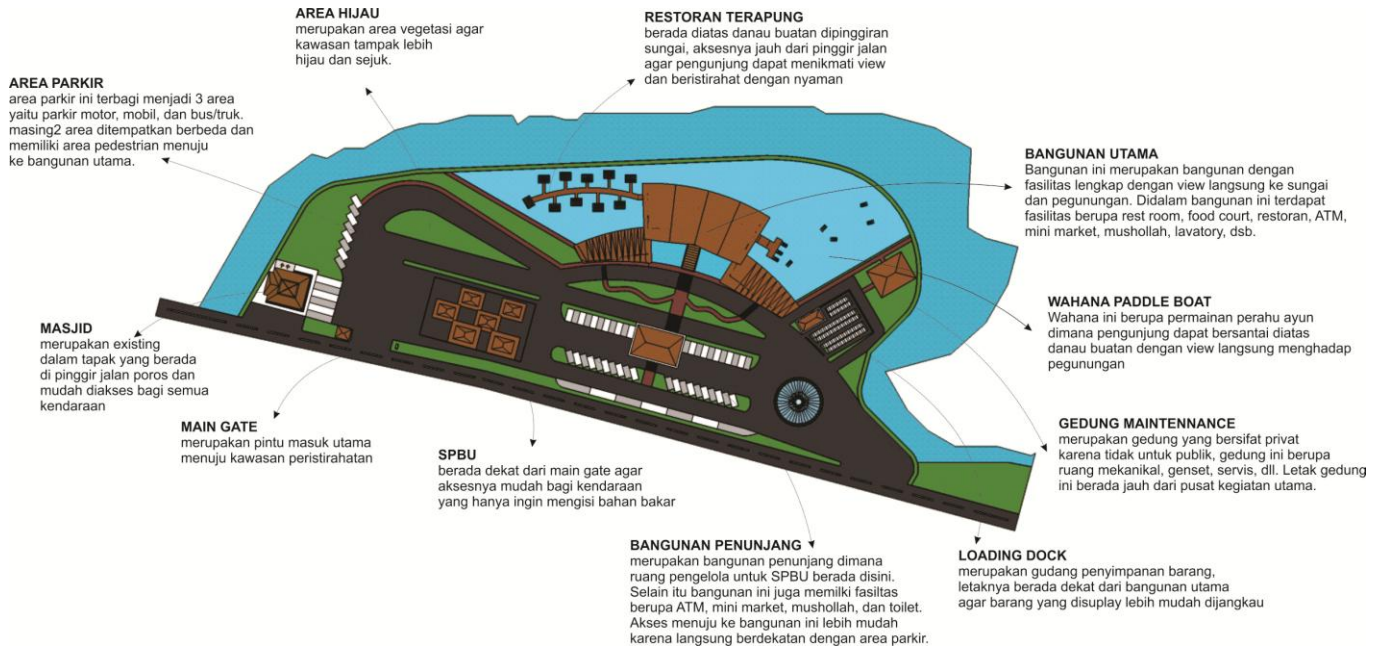 AREA HIJAU
merupakan area vegetasi agar
kawasan tampak lebih
hijau dan sejuk.
RESTORAN TERAPUNG
berada diatas danau buatan dipinggiran
sungai, aksesnya jauh dari pinggir jalan
agar pengunjung dapat menikmati view
dan beristirahat dengan nyaman
AREA PARKIR
area parkir ini terbagi menjadi 3 area
yaitu parkir motor, mobil, dan bus/truk.
masing2 area ditempatkan berbeda dan
memiliki area pedestrian menuju
ke bangunan utama.
BANGUNAN UTAMA
Bangunan ini merupakan bangunan dengan
fasilitas lengkap dengan view langsung ke sungai
dan pegunungan. Didalam bangunan ini terdapat
fasilitas berupa rest room, food court, restoran, ATM,
mini market, mushollah, lavatory, dsb.
WAHANA PADDLE BOAT
Wahana ini berupa permainan perahu ayun
dimana pengunjung dapat bersantai diatas
danau buatan dengan view langsung menghadap
pegunungan
MASJID
merupakan existing
dalam tapak yang berada
di pinggir jalan poros dan
mudah diakses bagi semua
kendaraan
MAIN GATE
merupakan pintu masuk utama
menuju kawasan peristirahatan
SPBU
berada dekat dari main gate agar
aksesnya mudah bagi kendaraan
yang hanya ingin mengisi bahan bakar
GEDUNG MAINTENNANCE
merupakan gedung yang bersifat privat
karena tidak untuk publik, gedung ini berupa
ruang mekanikal, genset, servis, dll. Letak gedung
ini berada jauh dari pusat kegiatan utama.
BANGUNAN PENUNJANG
merupakan bangunan penunjang dimana
ruang pengelola untuk SPBU berada disini.
Selain itu bangunan ini juga memilki fasiltas
berupa ATM, mini market, mushollah, dan toilet.
Akses menuju ke bangunan ini lebih mudah
karena langsung berdekatan dengan area parkir.
LOADING DOCK
merupakan gudang penyimpanan barang,
letaknya berada dekat dari bangunan utama
agar barang yang disuplay lebih mudah dijangkau